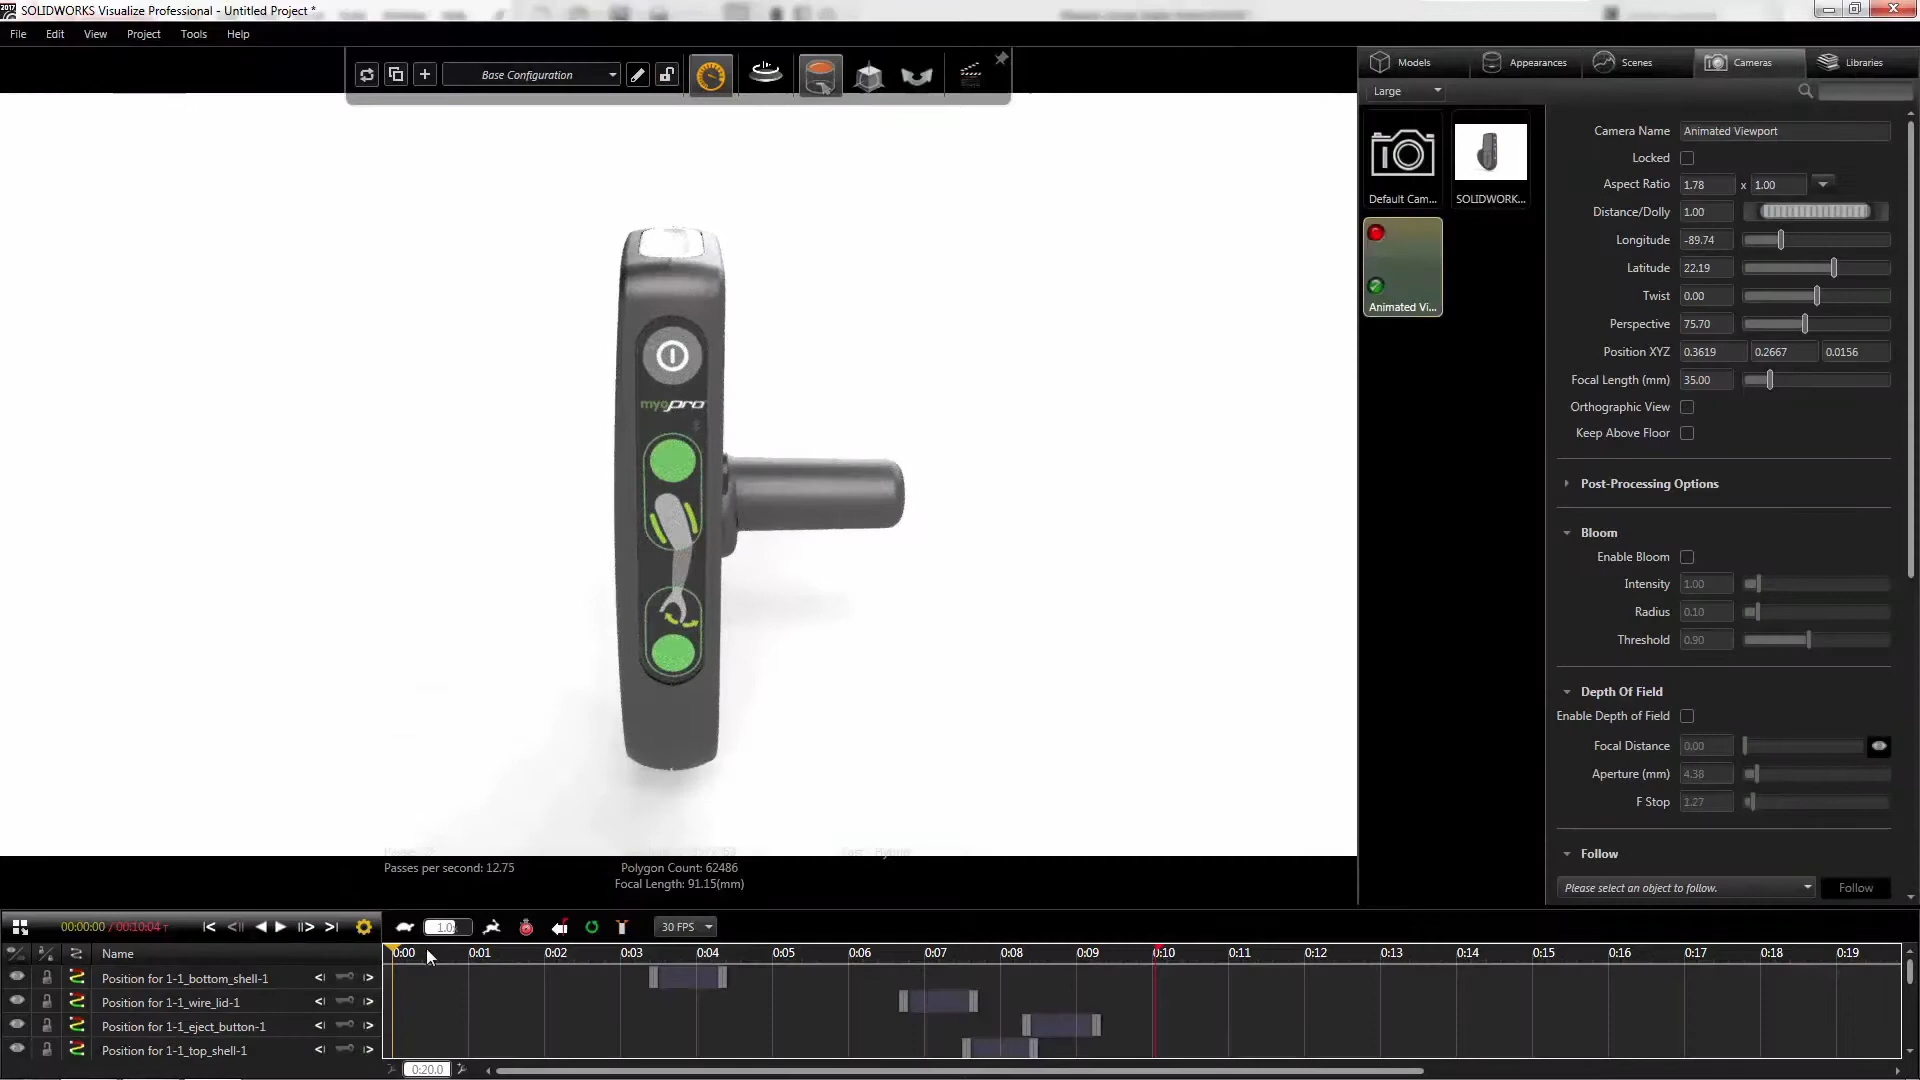 SOLIDWORKS Visualize Professional - Untitled Project *
File Edit View Project Tools Help
Base Configuration
Models Appearances Scenes Cameras Libraries
Large
Default Cam...
SOLIDWORK...
Animated Vi...
Camera Name Animated Viewport
Locked
Aspect Ratio 1.78 x 1.00
Distance/Dolly 1.00
Longitude -89.74
Latitude 22.19
Twist 0.00
Perspective 75.70
Position XYZ 0.3619 0.2667 0.0156
Focal Length (mm) 35.00
Orthographic View
Keep Above Floor
Post-Processing Options
Bloom
Enable Bloom
Intensity 1.00
Radius 0.10
Threshold 0.90
Depth Of Field
Enable Depth of Field
Focal Distance 0.00
Aperture (mm) 4.38
F Stop 1.27
Follow
Please select an object to follow. Follow
myopro
Passes per second: 12.75
Polygon Count: 62486
Focal Length: 91.15(mm)
00:00:00 / 00:10:04
1.0
30 FPS
Name
0:00 0:01 0:02 0:03 0:04 0:05 0:06 0:07 0:08 0:09 0:10 0:11 0:12 0:13 0:14 0:15 0:16 0:17 0:18 0:19
Position for 1-1_bottom_shell-1
Position for 1-1_wire_lid-1
Position for 1-1_eject_button-1
Position for 1-1_top_shell-1
0:20.0